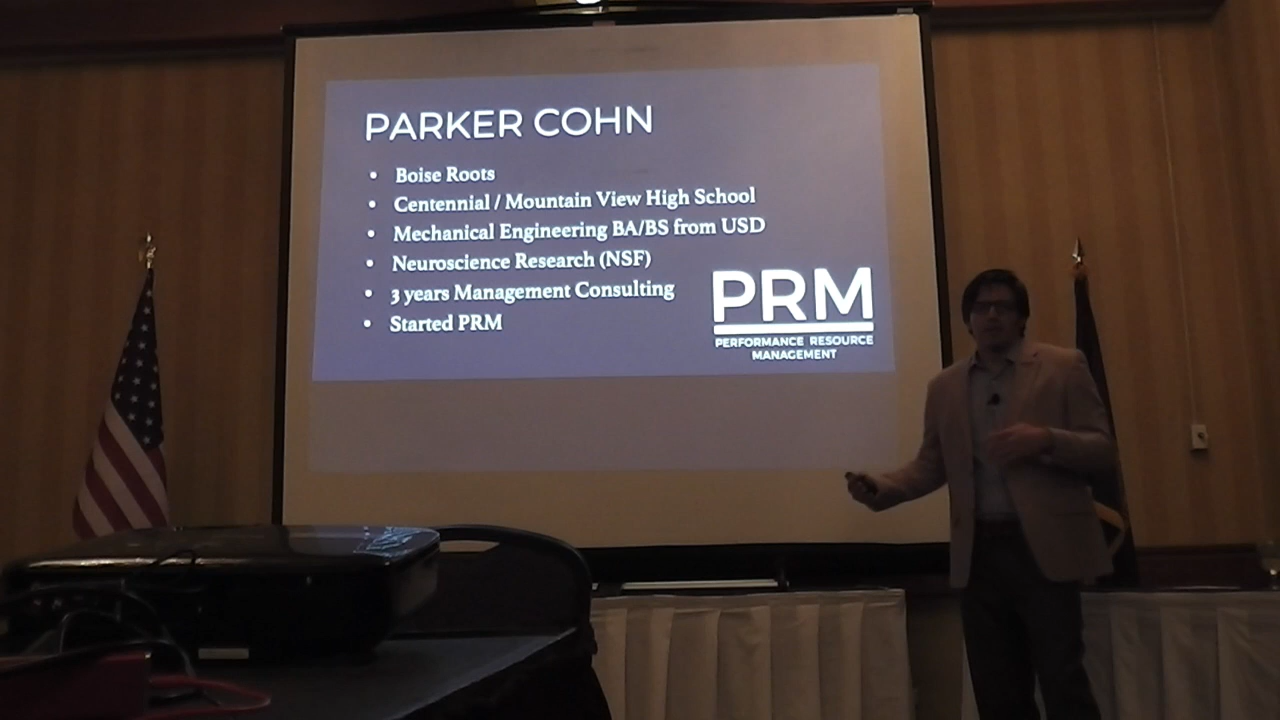 PARKER COHN
• Boise Roots
• Centennial / Mountain View High School
• Mechanical Engineering BA/BS from USD
• Neuroscience Research (NSF)
• 3 years Management Consulting
• Started PRM
PRM
PERFORMANCE RESOURCE
MANAGEMENT